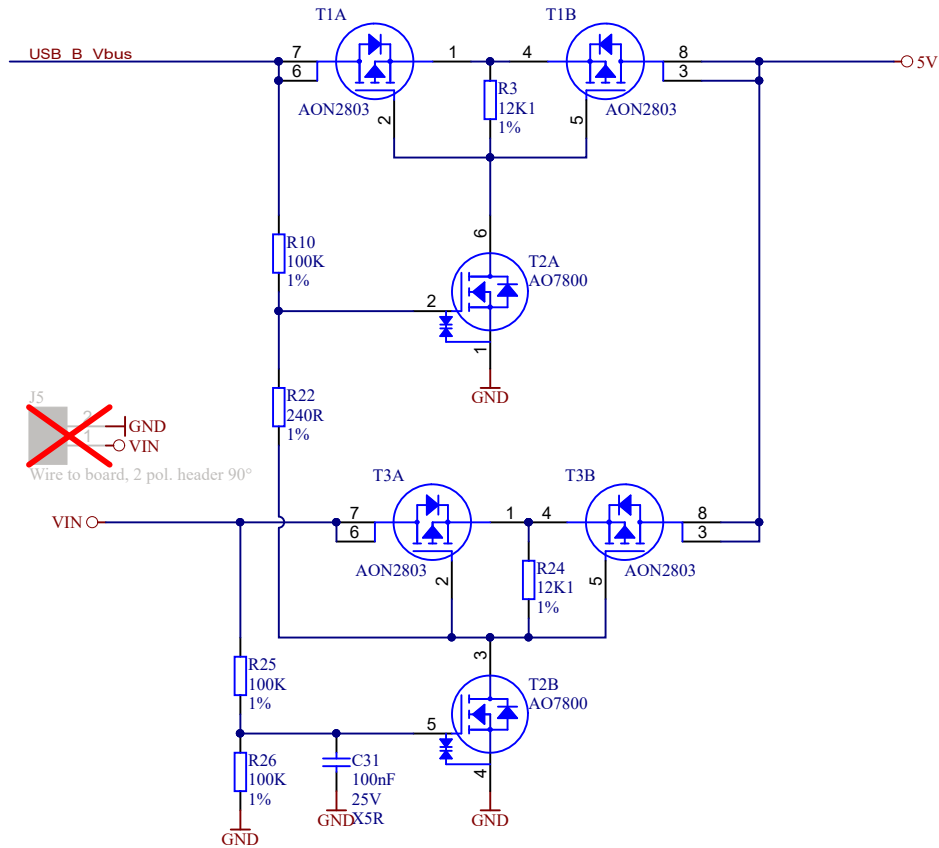 T1A T1B
USB_B_Vbus 7 1 4 8 5V
6 3
R3
12K1
1%
AON2803 AON2803
2 5
6
R10
100K
1%
T2A
AO7800
2
1
GND
R22
240R
1%
J5
2 GND
1 VIN
Wire to board, 2 pol. header 90°
T3A T3B
VIN 7 1 4 8
6 3
AON2803 AON2803
R24
12K1
1%
2 5
3
R25
100K
1%
T2B
AO7800
5
4
R26
100K
1%
C31
100nF
25V
X5R
GND GND
GND